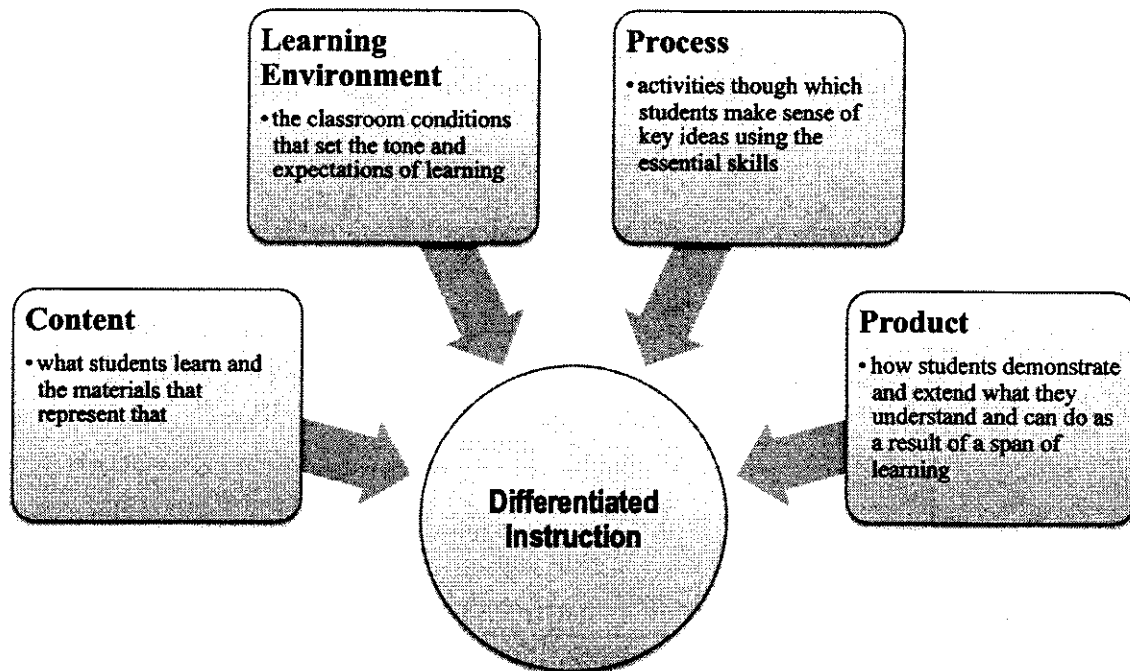 Learning
Environment
•the classroom conditions
that set the tone and
expectations of learning
Process
•activities though which
students make sense of
key ideas using the
essential skills
Content
•what students learn and
the materials that
represent that
Product
•how students demonstrate
and extend what they
understand and can do as
a result of a span of
learning
Differentiated
Instruction